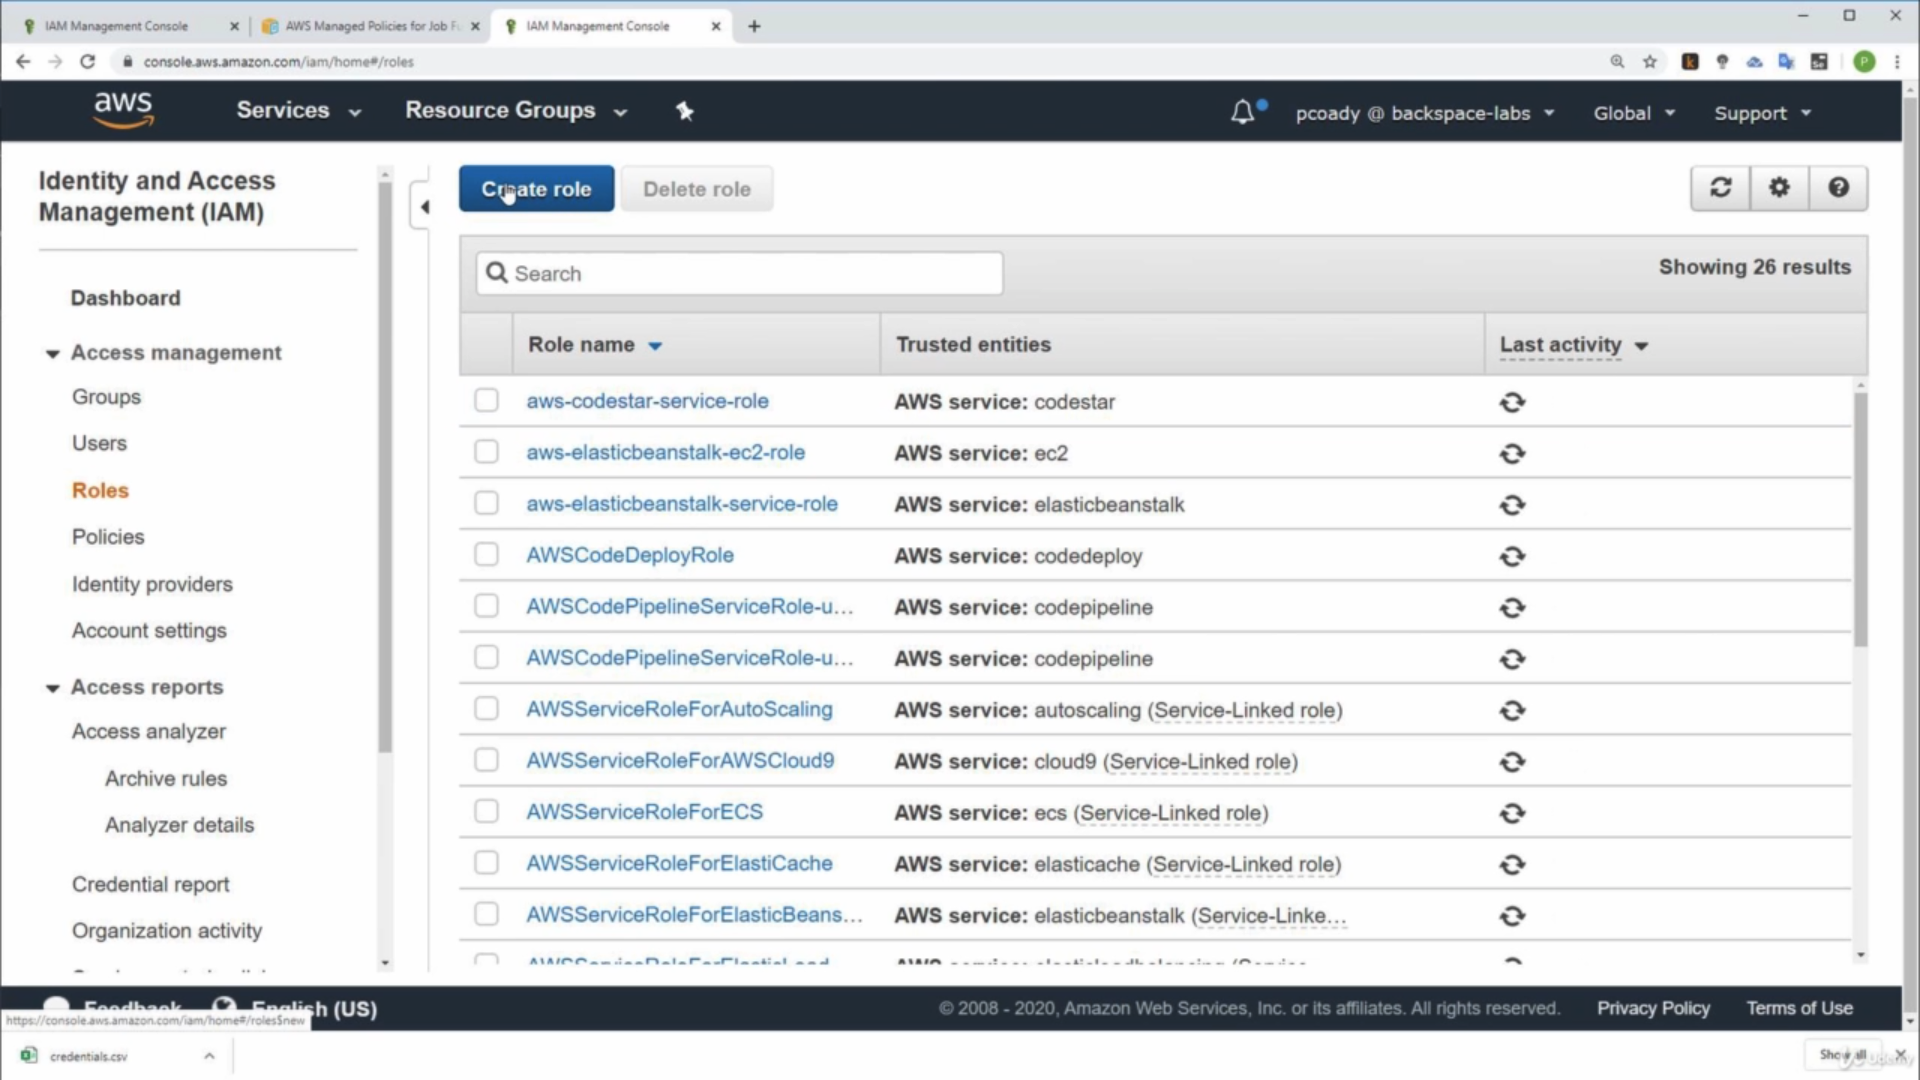 IAM Management Console
AWS Managed Policies for Job Fu
IAM Management Console
console.aws.amazon.com/iam/home#/roles
aws
Services
Resource Groups
pcoady @ backspace-labs
Global
Support
Identity and Access
Management (IAM)
Dashboard
Access management
Groups
Users
Roles
Policies
Identity providers
Account settings
Access reports
Access analyzer
Archive rules
Analyzer details
Credential report
Organization activity
Create role
Delete role
Search
Showing 26 results
Role name
Trusted entities
Last activity
aws-codestar-service-role
AWS service: codestar
aws-elasticbeanstalk-ec2-role
AWS service: ec2
aws-elasticbeanstalk-service-role
AWS service: elasticbeanstalk
AWSCodeDeployRole
AWS service: codedeploy
AWSCodePipelineServiceRole-u...
AWS service: codepipeline
AWSCodePipelineServiceRole-u...
AWS service: codepipeline
AWSServiceRoleForAutoScaling
AWS service: autoscaling (Service-Linked role)
AWSServiceRoleForAWSCloud9
AWS service: cloud9 (Service-Linked role)
AWSServiceRoleForECS
AWS service: ecs (Service-Linked role)
AWSServiceRoleForElastiCache
AWS service: elasticache (Service-Linked role)
AWSServiceRoleForElasticBeans...
AWS service: elasticbeanstalk (Service-Linke...
Feedback
English (US)
© 2008 - 2020, Amazon Web Services, Inc. or its affiliates. All rights reserved.
Privacy Policy
Terms of Use
https://console.aws.amazon.com/iam/home#/roles$new
credentials.csv
Show all